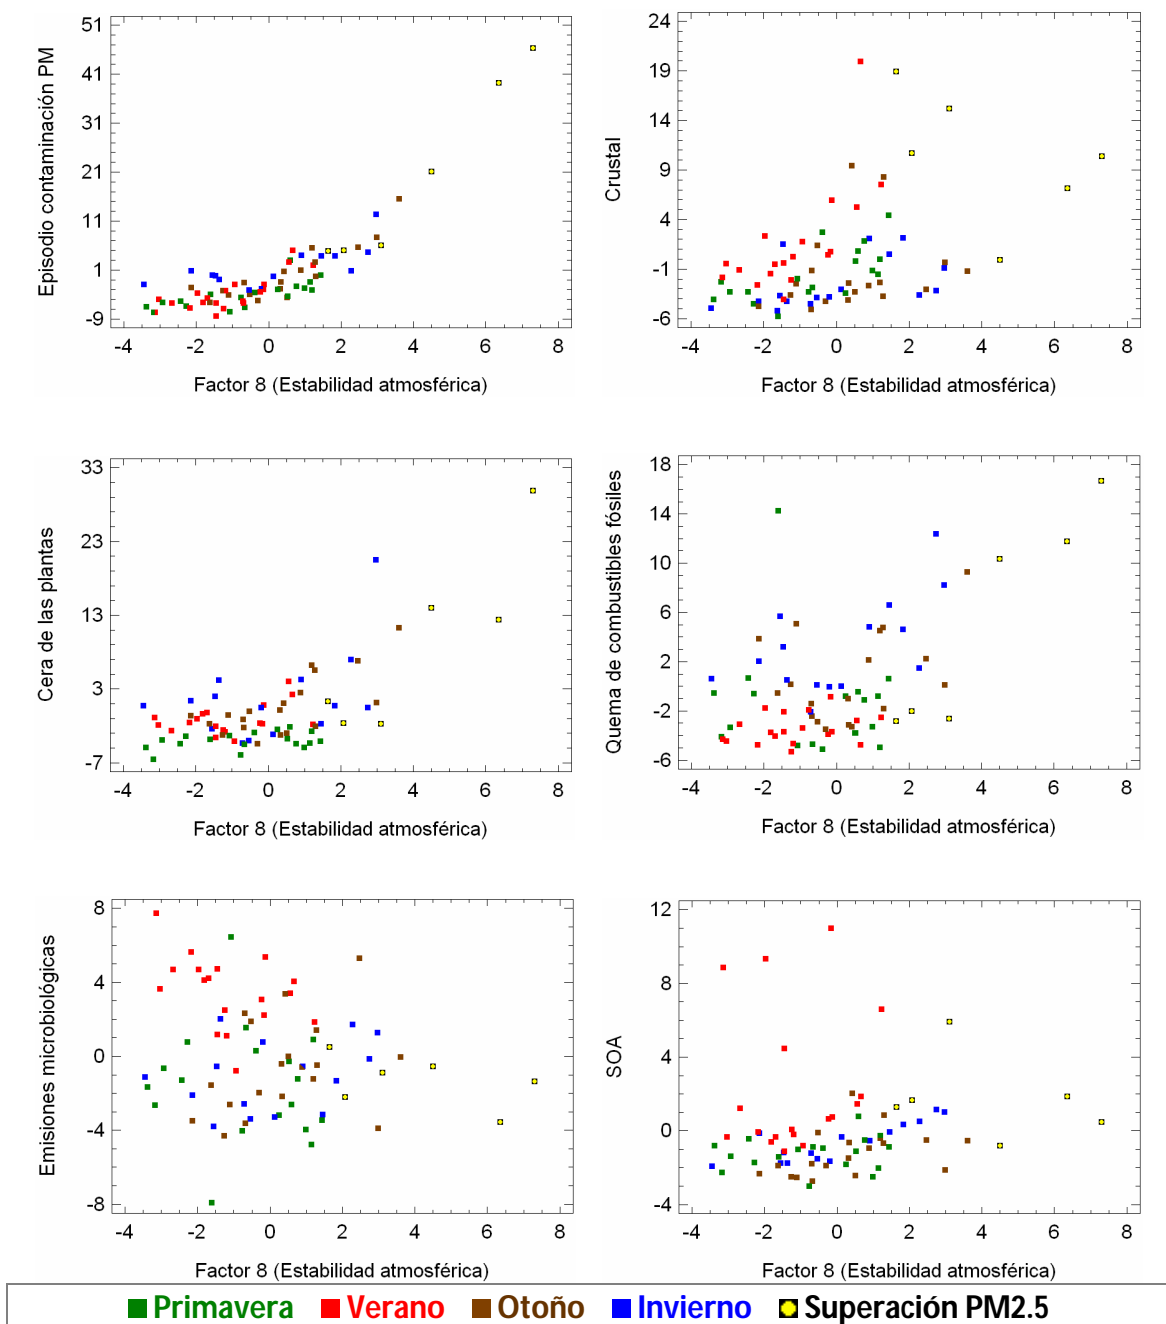 Episodio contaminación PM
51
41
31
21
11
1
-9
-4 -2 0 2 4 6 8
Factor 8 (Estabilidad atmosférica)
Crustal
24
19
14
9
4
-1
-6
-4 -2 0 2 4 6 8
Factor 8 (Estabilidad atmosférica)
Cera de las plantas
33
23
13
3
-7
-4 -2 0 2 4 6 8
Factor 8 (Estabilidad atmosférica)
Quema de combustibles fósiles
18
14
10
6
2
-2
-6
-4 -2 0 2 4 6 8
Factor 8 (Estabilidad atmosférica)
Emisiones microbiológicas
8
4
0
-4
-8
-4 -2 0 2 4 6 8
Factor 8 (Estabilidad atmosférica)
SOA
12
8
4
0
-4
-4 -2 0 2 4 6 8
Factor 8 (Estabilidad atmosférica)
Primavera Verano Otoño Invierno Superación PM2.5